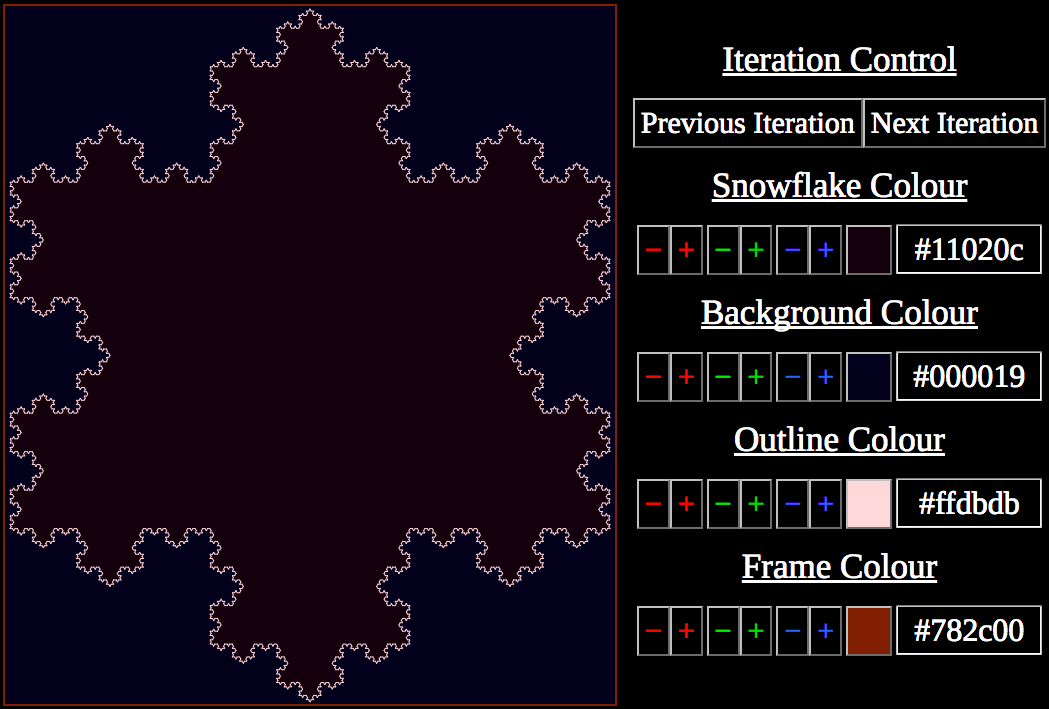 Iteration Control
Previous Iteration Next Iteration
Snowflake Colour
− + − + − + #11020c
Background Colour
− + − + − + #000019
Outline Colour
− + − + − + #ffdbdb
Frame Colour
− + − + − + #782c00